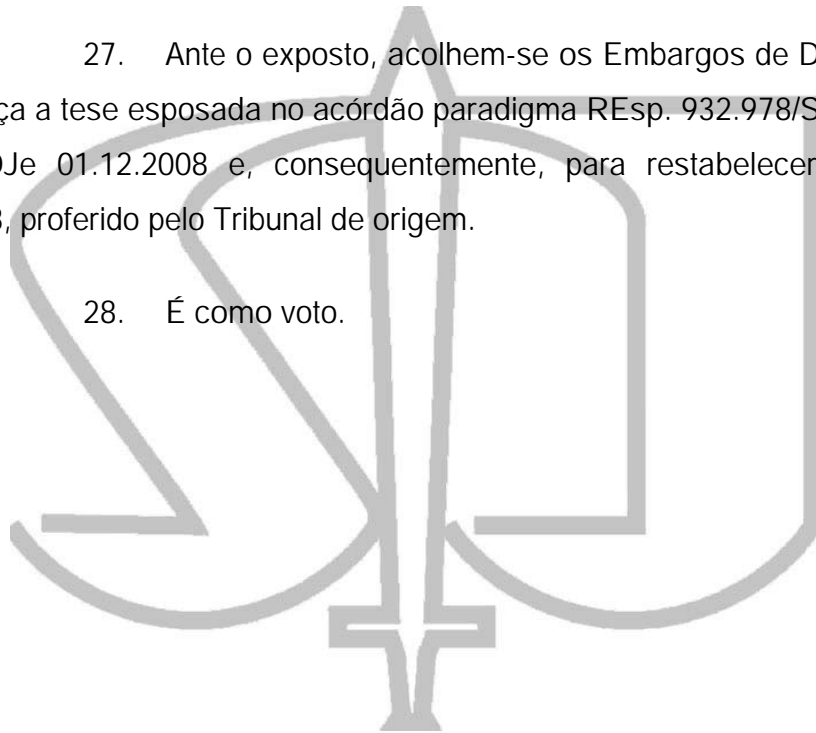 27. Ante o exposto, acolhem-se os Embargos de D
ça a tese esposada no acórdão paradigma REsp. 932.978/S
DJe 01.12.2008 e, consequentemente, para restabelecer
, proferido pelo Tribunal de origem.
28. É como voto.